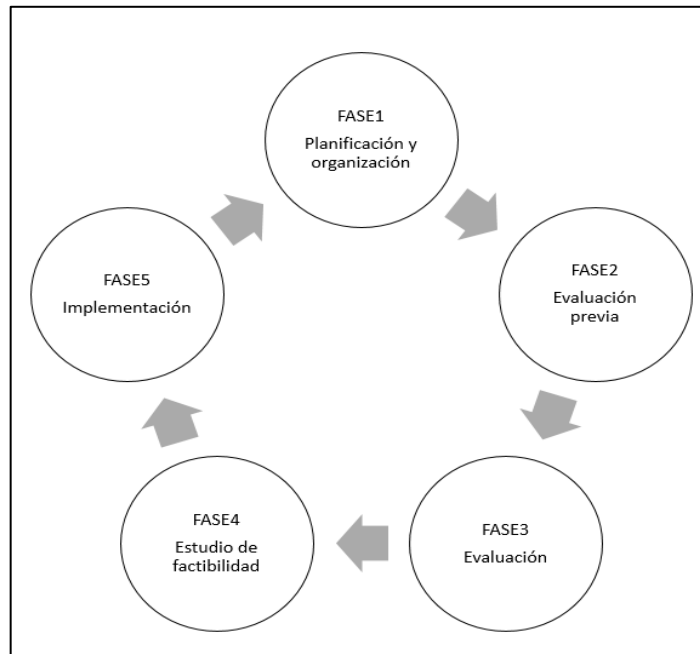 FASE1
Planificación y
organización
FASE2
Evaluación
previa
FASE3
Evaluación
FASE4
Estudio de
factibilidad
FASE5
Implementación